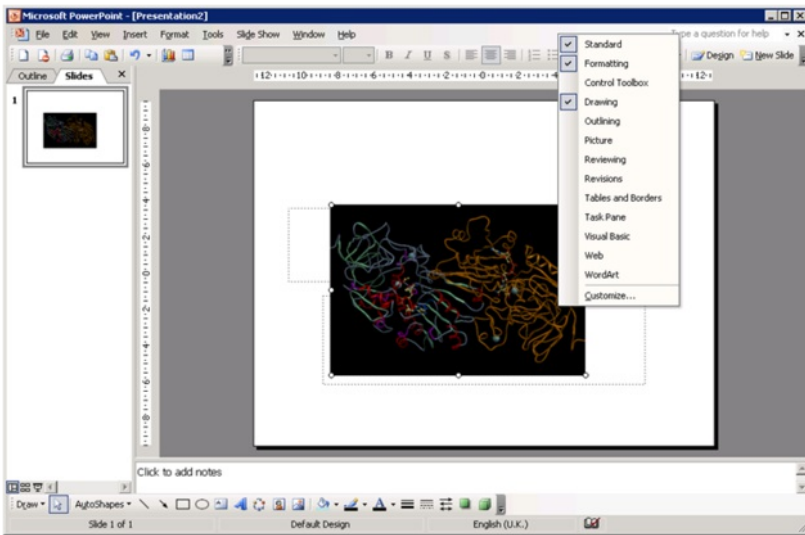 Microsoft PowerPoint - [Presentation2]
File Edit View Insert Format Tools Slide Show Window Help
Type a question for help
B I U S
Design New Slide
Outline Slides
1
Standard
Formatting
Control Toolbox
Drawing
Outlining
Picture
Reviewing
Revisions
Tables and Borders
Task Pane
Visual Basic
Web
WordArt
Customize...
Click to add notes
Draw AutoShapes
Slide 1 of 1 Default Design English (U.K.)